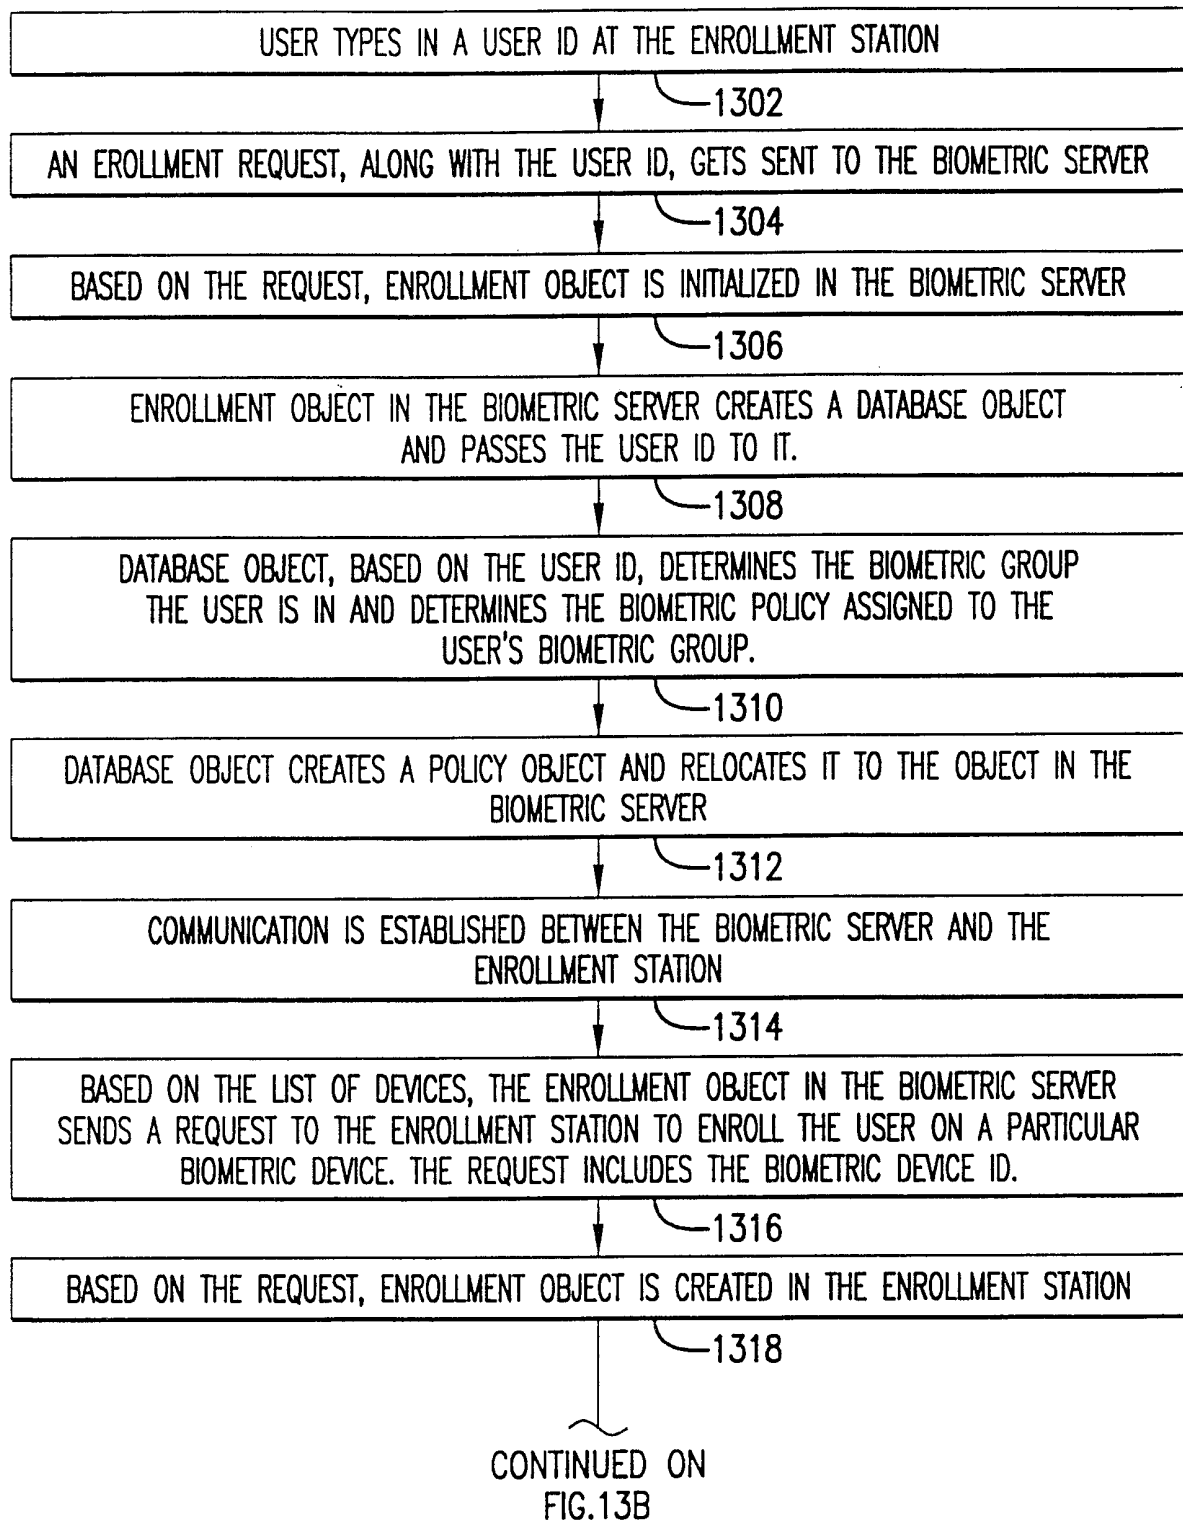 USER TYPES IN A USER ID AT THE ENROLLMENT STATION
1302
AN EROLLMENT REQUEST, ALONG WITH THE USER ID, GETS SENT TO THE BIOMETRIC SERVER
1304
BASED ON THE REQUEST, ENROLLMENT OBJECT IS INITIALIZED IN THE BIOMETRIC SERVER
1306
ENROLLMENT OBJECT IN THE BIOMETRIC SERVER CREATES A DATABASE OBJECT
AND PASSES THE USER ID TO IT.
1308
DATABASE OBJECT, BASED ON THE USER ID, DETERMINES THE BIOMETRIC GROUP
THE USER IS IN AND DETERMINES THE BIOMETRIC POLICY ASSIGNED TO THE
USER'S BIOMETRIC GROUP.
1310
DATABASE OBJECT CREATES A POLICY OBJECT AND RELOCATES IT TO THE OBJECT IN THE
BIOMETRIC SERVER
1312
COMMUNICATION IS ESTABLISHED BETWEEN THE BIOMETRIC SERVER AND THE
ENROLLMENT STATION
1314
BASED ON THE LIST OF DEVICES, THE ENROLLMENT OBJECT IN THE BIOMETRIC SERVER
SENDS A REQUEST TO THE ENROLLMENT STATION TO ENROLL THE USER ON A PARTICULAR
BIOMETRIC DEVICE. THE REQUEST INCLUDES THE BIOMETRIC DEVICE ID.
1316
BASED ON THE REQUEST, ENROLLMENT OBJECT IS CREATED IN THE ENROLLMENT STATION
1318
CONTINUED ON
FIG.13B